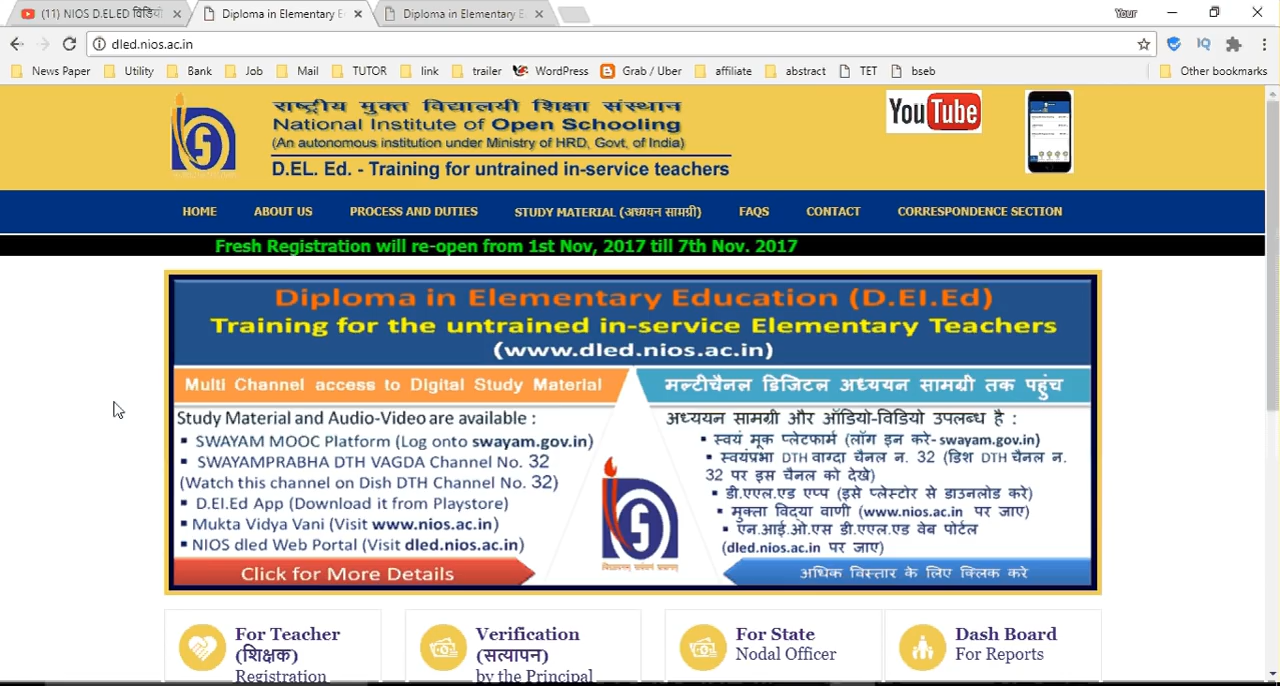 (11) NIOS D.EL.ED विडियो
Diploma in Elementary E
Diploma in Elementary E
Your
dled.nios.ac.in
IQ
News Paper Utility Bank Job Mail TUTOR link trailer WordPress Grab / Uber affiliate abstract TET bseb Other bookmarks
राष्ट्रीय मुक्त विद्यालयी शिक्षा संस्थान
National Institute of Open Schooling
(An autonomous institution under Ministry of HRD, Govt, of India)
D.EL. Ed. - Training for untrained in-service teachers
YouTube
HOME ABOUT US PROCESS AND DUTIES STUDY MATERIAL (अध्ययन सामग्री) FAQS CONTACT CORRESPONDENCE SECTION
Fresh Registration will re-open from 1st Nov, 2017 till 7th Nov. 2017
Diploma in Elementary Education (D.El.Ed)
Training for the untrained in-service Elementary Teachers
(www.dled.nios.ac.in)
Multi Channel access to Digital Study Material
Study Material and Audio-Video are available :
▪ SWAYAM MOOC Platform (Log onto swayam.gov.in)
▪ SWAYAMPRABHA DTH VAGDA Channel No. 32
(Watch this channel on Dish DTH Channel No. 32)
▪ D.El.Ed App (Download it from Playstore)
▪ Mukta Vidya Vani (Visit www.nios.ac.in)
▪ NIOS dled Web Portal (Visit dled.nios.ac.in)
Click for More Details
मल्टीचैनल डिजिटल अध्ययन सामग्री तक पहुंच
अध्ययन सामग्री और ऑडियो-विडियो उपलब्ध है :
▪ स्वयं मूक प्लेटफार्म (लॉग इन करे- swayam.gov.in)
▪ स्वयंप्रभा DTH वाग्दा चैनल न. 32 (डिश DTH चैनल न.
32 पर इस चैनल को देखे)
▪ डी.एएल.एड एप्प (इसे प्लेस्टोर से डाउनलोड करे)
▪ मुक्ता विद्या वाणी (www.nios.ac.in पर जाए)
▪ एन.आई.ओ.एस डी.एएल.एड वेब पोर्टल
(dled.nios.ac.in पर जाए)
अधिक विस्तार के लिए क्लिक करे
For Teacher
(शिक्षक)
Registration
Verification
(सत्यापन)
by the Principal
For State
Nodal Officer
Dash Board
For Reports